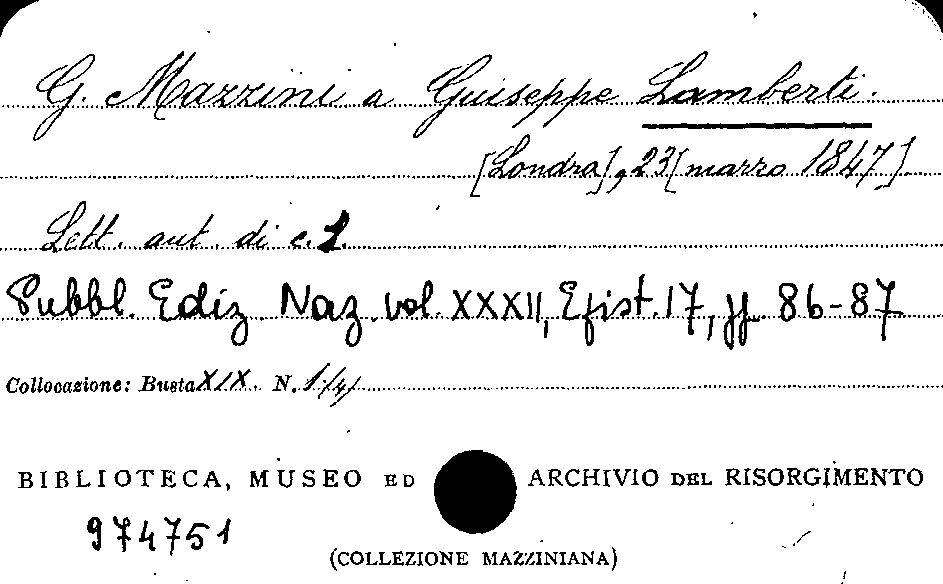 G. Mazzini a Giuseppe Lamberti.
[Londra], 23 [marzo 1847]
Lett. aut. di c. 1.
Pubbl. Ediz. Naz. vol. XXXII, Epist. 17, pp. 86-87
Collocazione: Busta XIX. N. 1/4/
BIBLIOTECA, MUSEO ED ARCHIVIO DEL RISORGIMENTO
974751
(COLLEZIONE MAZZINIANA)